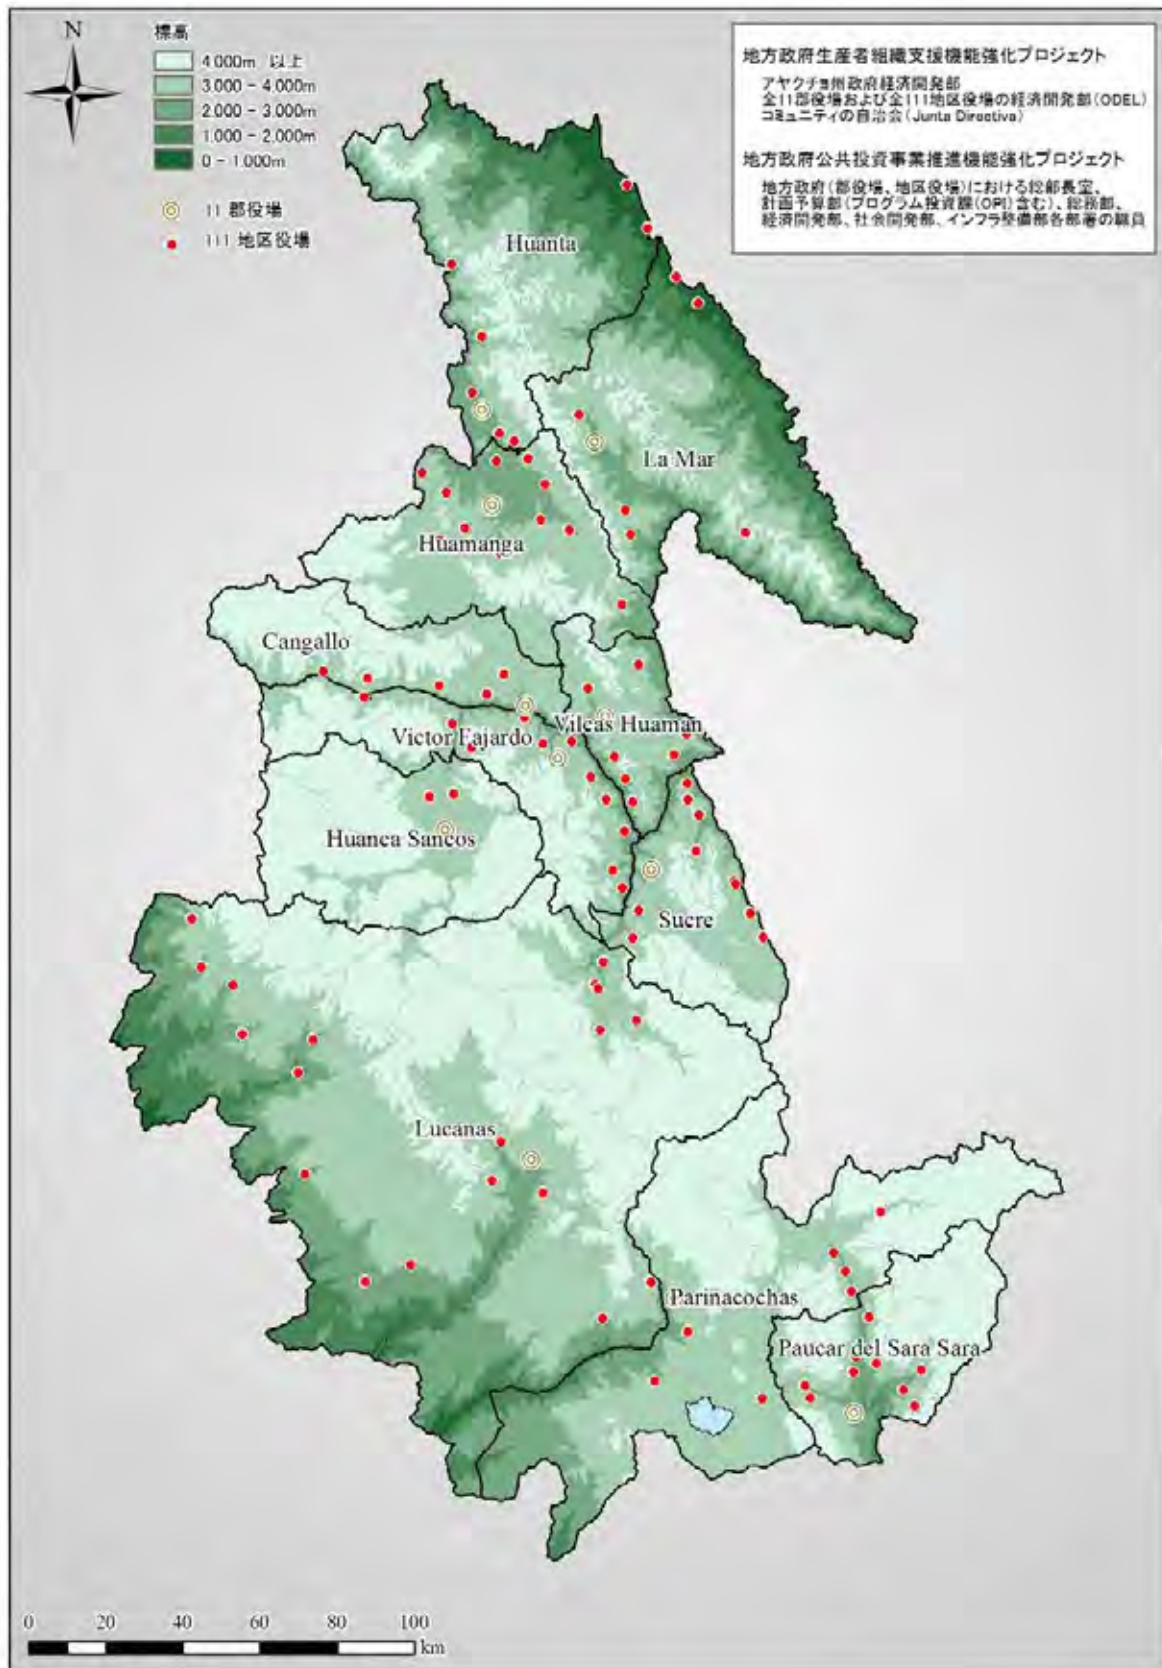 N
標高
4.000m 以上
3.000 - 4.000m
2.000 - 3.000m
1.000 - 2.000m
0 - 1.000m
11 郡役場
111 地区役場
地方政府生産者組織支援機能強化プロジェクト
アヤクチョ州政府経済開発部
全11郡役場および全111地区役場の経済開発部(ODEL)
コミュニティの自治会(Junta Directiva)
地方政府公共投資事業推進機能強化プロジェクト
地方政府(郡役場、地区役場)における総部長室、
計画予算部(プログラム投資課(OPI)含む)、総務部、
経済開発部、社会開発部、インフラ整備部各部署の職員
Huanta
La Mar
Huamanga
Cangallo
Vilcas Huaman
Victor Fajardo
Huanca Sancos
Sucre
Lucanas
Parinacochas
Paucar del Sara Sara
0 20 40 60 80 100
km